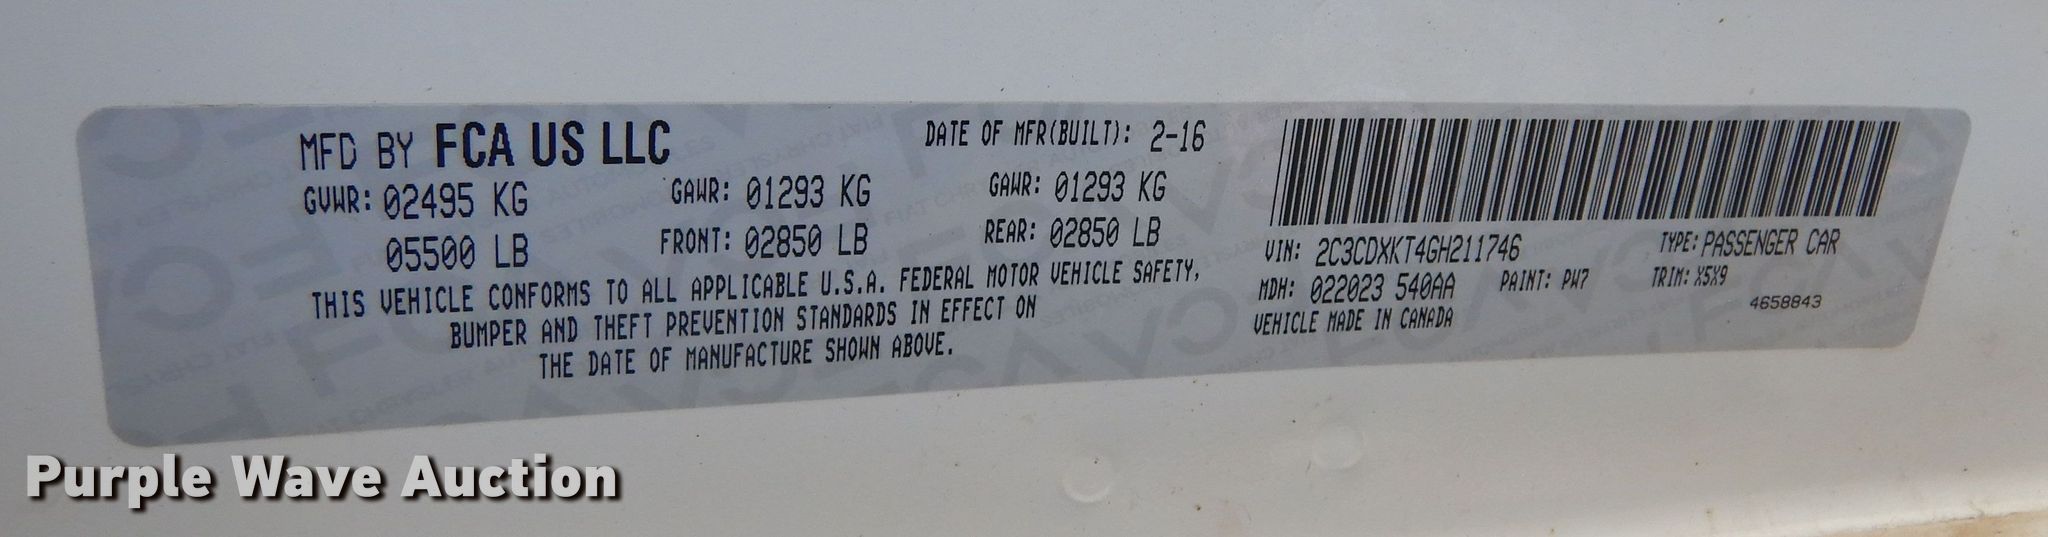 MFD BY FCA US LLC
DATE OF MFR(BUILT): 2-16
GVWR: 02495 KG
05500 LB
GAWR: 01293 KG
FRONT: 02850 LB
GAWR: 01293 KG
REAR: 02850 LB
THIS VEHICLE CONFORMS TO ALL APPLICABLE U.S.A. FEDERAL MOTOR VEHICLE SAFETY,
BUMPER AND THEFT PREVENTION STANDARDS IN EFFECT ON
THE DATE OF MANUFACTURE SHOWN ABOVE.
VIN: 2C3CDXKT4GH211746
TYPE: PASSENGER CAR
MDH: 022023 540AA
PAINT: PW7
TRIM: X5X9
VEHICLE MADE IN CANADA
4658843
Purple Wave Auction